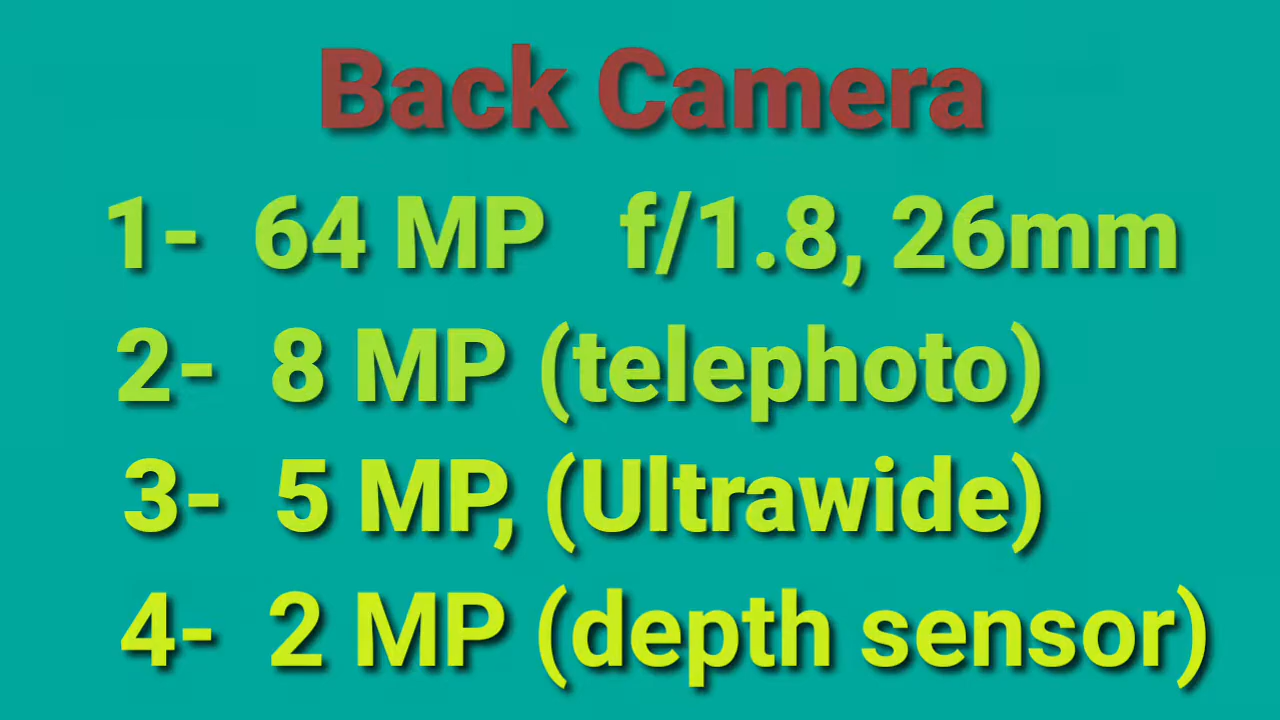 Back Camera
1- 64 MP f/1.8, 26mm
2- 8 MP (telephoto)
3- 5 MP, (Ultrawide)
4- 2 MP (depth sensor)